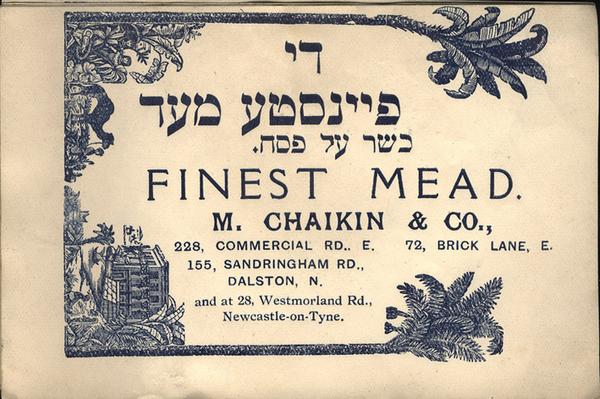 די
פיינסטע מעד
כשר על פסח.
FINEST MEAD.
M. CHAIKIN & CO.,
228, COMMERCIAL RD., E. 72, BRICK LANE, E.
155, SANDRINGHAM RD.,
DALSTON, N.
and at 28, Westmorland Rd.,
Newcastle-on-Tyne.